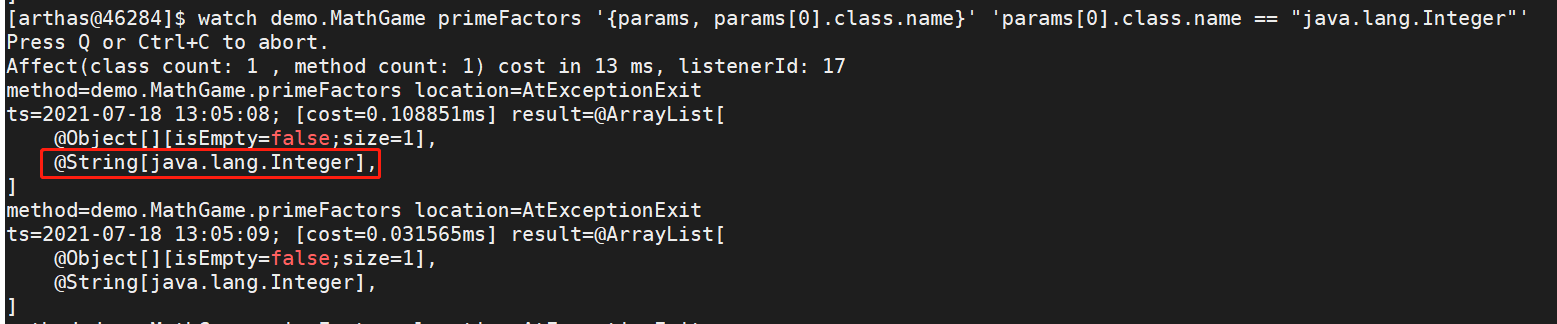 [arthas@46284]$ watch demo.MathGame primeFactors '{params, params[0].class.name}' 'params[0].class.name == "java.lang.Integer"'
Press Q or Ctrl+C to abort.
Affect(class count: 1 , method count: 1) cost in 13 ms, listenerId: 17
method=demo.MathGame.primeFactors location=AtExceptionExit
ts=2021-07-18 13:05:08; [cost=0.108851ms] result=@ArrayList[
    @Object[][isEmpty=false;size=1],
    @String[java.lang.Integer],
]
method=demo.MathGame.primeFactors location=AtExceptionExit
ts=2021-07-18 13:05:09; [cost=0.031565ms] result=@ArrayList[
    @Object[][isEmpty=false;size=1],
    @String[java.lang.Integer],
]